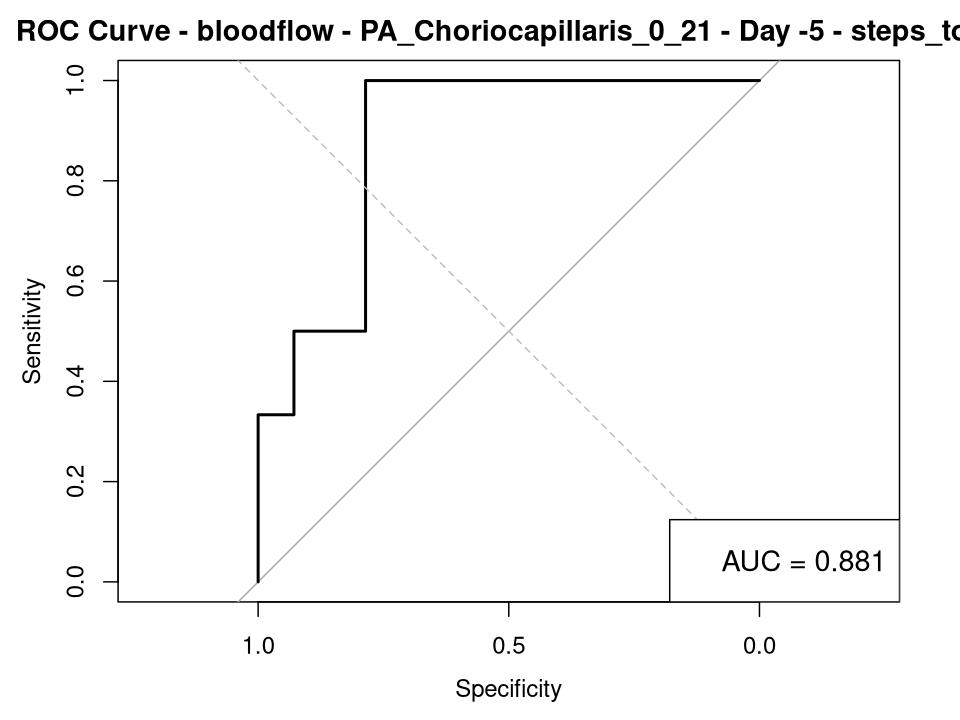 ROC Curve - bloodflow - PA_Choriocapillaris_0_21 - Day -5 - steps_to
1.0
0.8
0.6
0.4
0.2
0.0
Sensitivity
AUC = 0.881
1.0 0.5 0.0
Specificity